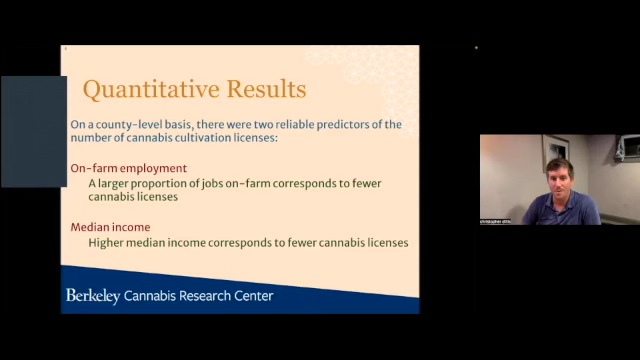 Quantitative Results
On a county-level basis, there were two reliable predictors of the
number of cannabis cultivation licenses:
On-farm employment
A larger proportion of jobs on-farm corresponds to fewer
cannabis licenses
Median income
Higher median income corresponds to fewer cannabis licenses
Berkeley Cannabis Research Center
christopher